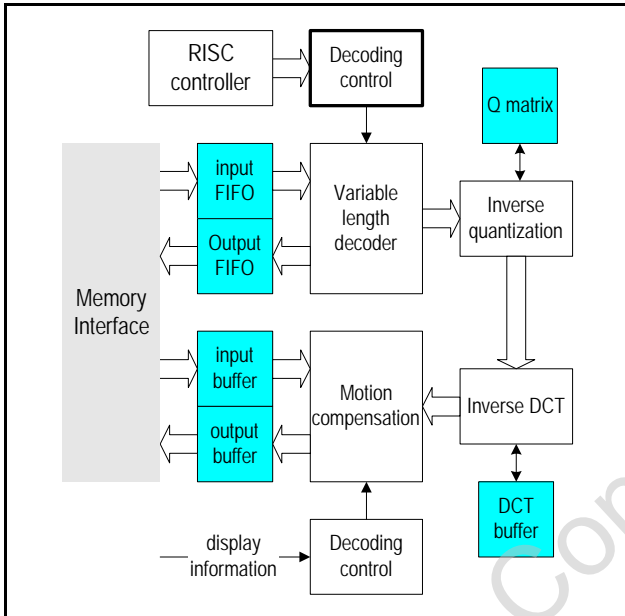 RISC
controller
Decoding
control
Q matrix
input
FIFO
Variable
length
decoder
Inverse
quantization
Output
FIFO
Memory
Interface
input
buffer
Motion
compensation
Inverse DCT
output
buffer
DCT
buffer
display
information
Decoding
control